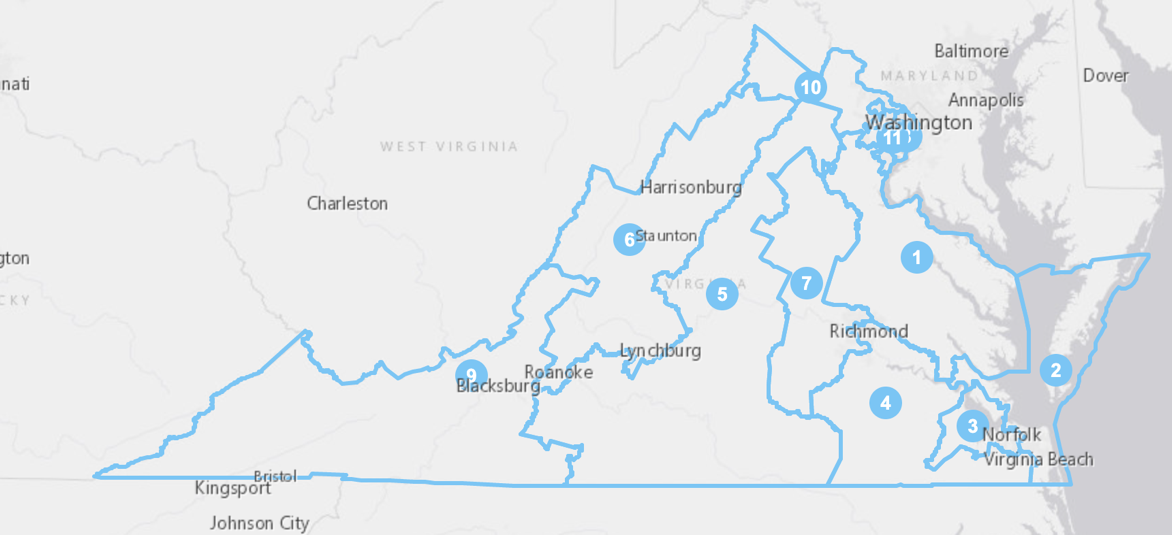 Baltimore
MARYLAND
Dover
nati
10
Annapolis
Washington
11
WEST VIRGINIA
Harrisonburg
Charleston
6
Staunton
gton
1
VIRG A
5
7
CKY
Richmond
Lynchburg
9
Roanoke
2
Blacksburg
4
3
Norfolk
Virginia Beach
Bristol
Kingsport
Johnson City